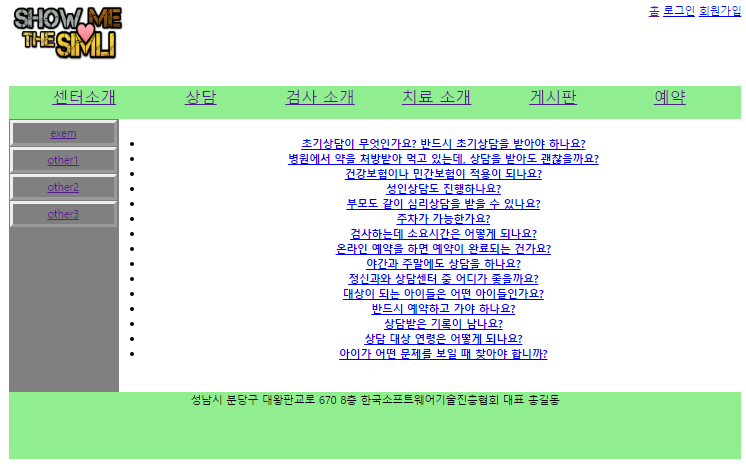 SHOW ME
THE SIMLI
홈 로그인 회원가입
센터소개 상담 검사 소개 치료 소개 게시판 예약
exem
other1
other2
other3
초기상담이 무엇인가요? 반드시 초기상담을 받아야 하나요?
병원에서 약을 처방받아 먹고 있는데, 상담을 받아도 괜찮을까요?
건강보험이나 민간보험이 적용이 되나요?
성인상담도 진행하나요?
부모도 같이 심리상담을 받을 수 있나요?
주차가 가능한가요?
검사하는데 소요시간은 어떻게 되나요?
온라인 예약을 하면 예약이 완료되는 건가요?
야간과 주말에도 상담을 하나요?
정신과와 상담센터 중 어디가 좋을까요?
대상이 되는 아이들은 어떤 아이들인가요?
반드시 예약하고 가야 하나요?
상담받은 기록이 남나요?
상담 대상 연령은 어떻게 되나요?
아이가 어떤 문제를 보일 때 찾아야 합니까?
성남시 분당구 대왕판교로 670 8층 한국소프트웨어기술진흥협회 대표 홍길동